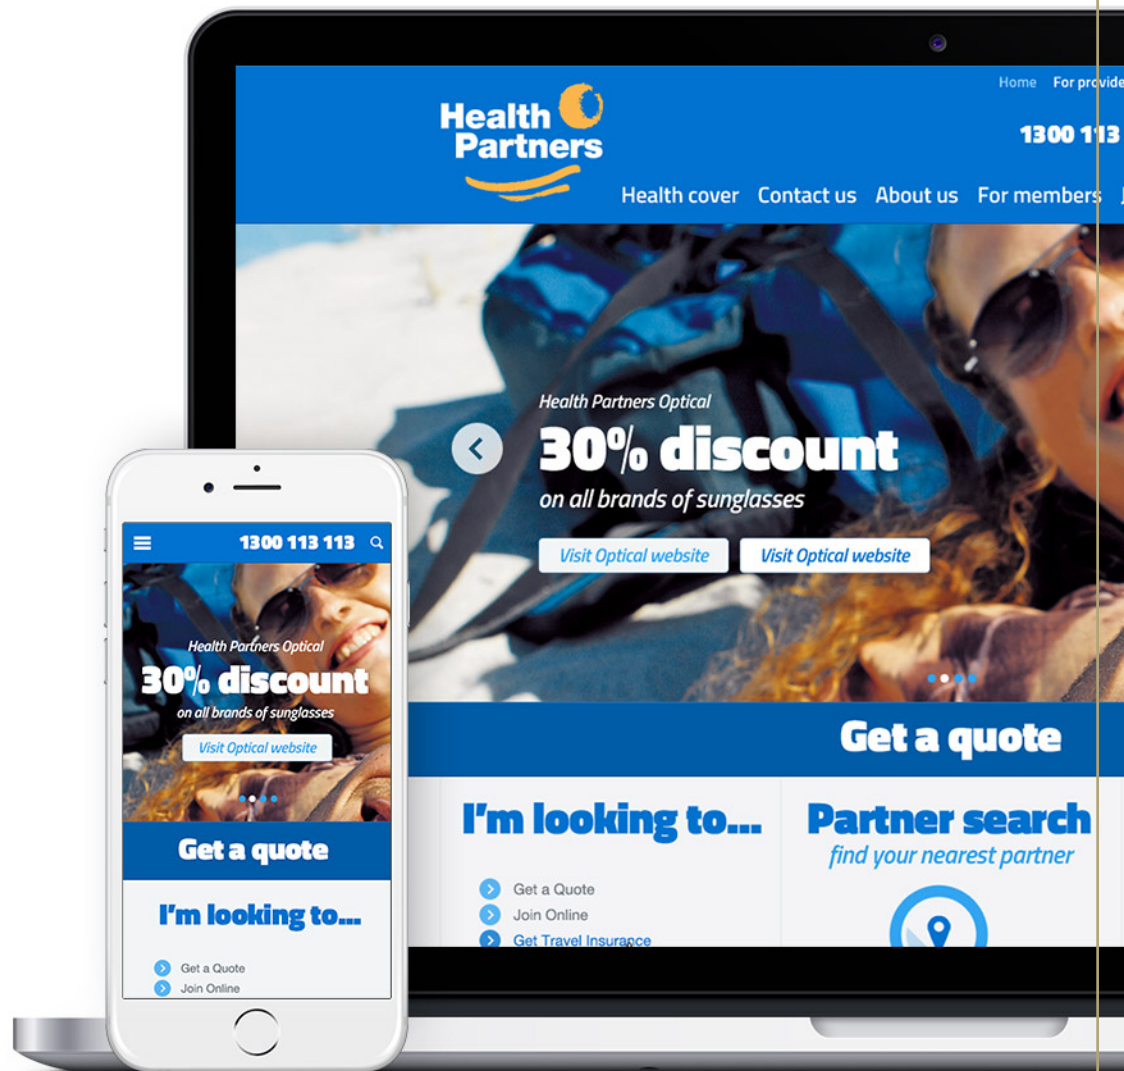 Home For provide
Health
Partners
1300 113
Health cover Contact us About us For members
Health Partners Optical
30% discount
on all brands of sunglasses
Visit Optical website Visit Optical website
Get a quote
I'm looking to...
Get a Quote
Join Online
Get Travel Insurance
Partner search
find your nearest partner
1300 113 113
Health Partners Optical
30% discount
on all brands of sunglasses
Visit Optical website
Get a quote
I'm looking to...
Get a Quote
Join Online